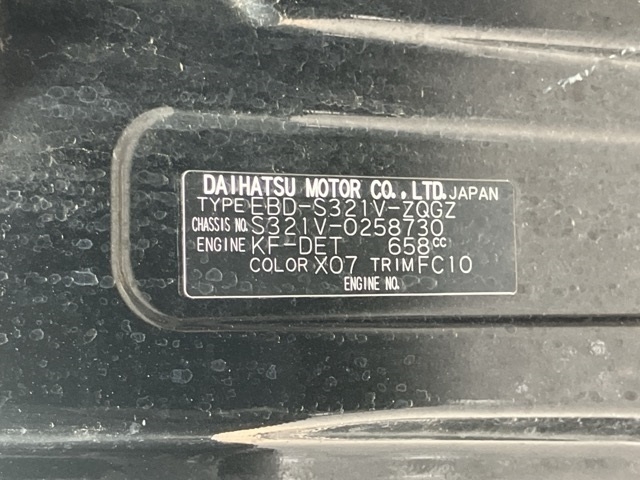 DAIHATSU MOTOR CO.,LTD. JAPAN
TYPE EBD-S321V-ZQGZ
CHASSIS NO. S321V-0258730
ENGINE KF-DET 658cc
COLOR X07 TRIM FC10
ENGINE NO.